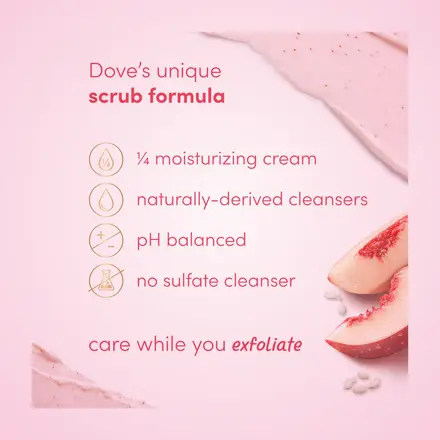 Dove's unique
scrub formula
¼ moisturizing cream
naturally-derived cleansers
pH balanced
no sulfate cleanser
care while you exfoliate